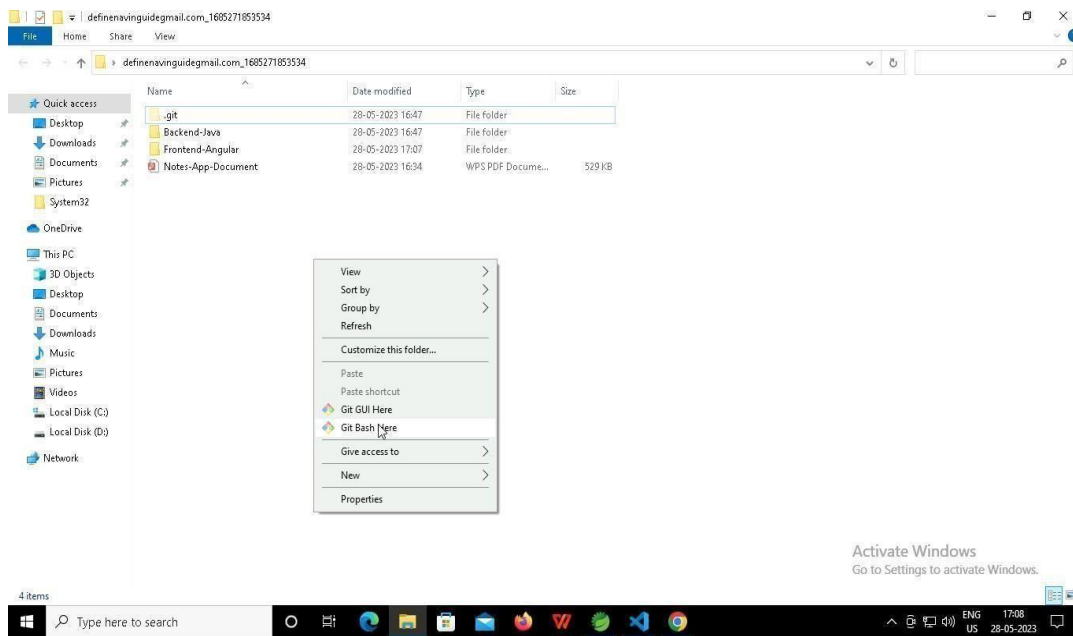 definenavinguidegmail.com_1685271853534
File Home Share View
definenavinguidegmail.com_1685271853534
Name Date modified Type Size
.git 28-05-2023 16:47 File folder
Backend-Java 28-05-2023 16:47 File folder
Frontend-Angular 28-05-2023 17:07 File folder
Notes-App-Document 28-05-2023 16:34 WPS PDF Docume... 529 KB
Quick access
Desktop
Downloads
Documents
Pictures
System32
OneDrive
This PC
3D Objects
Desktop
Documents
Downloads
Music
Pictures
Videos
Local Disk (C:)
Local Disk (D:)
Network
View
Sort by
Group by
Refresh
Customize this folder...
Paste
Paste shortcut
Git GUI Here
Git Bash Here
Give access to
New
Properties
Activate Windows
Go to Settings to activate Windows.
4 items
Type here to search
ENG
US
17:08
28-05-2023